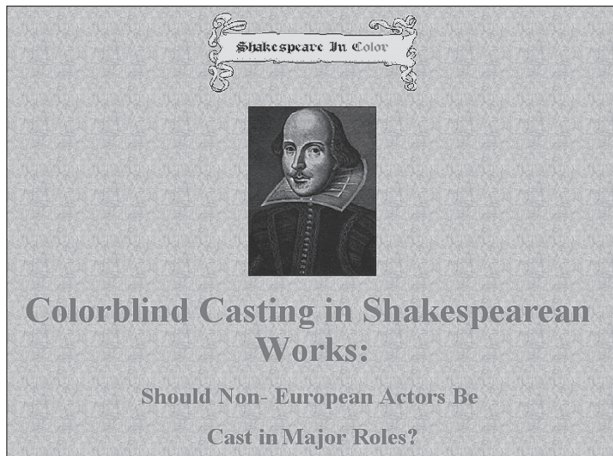 Shakespeare In Color
Colorblind Casting in Shakespearean
Works:
Should Non- European Actors Be
Cast in Major Roles?